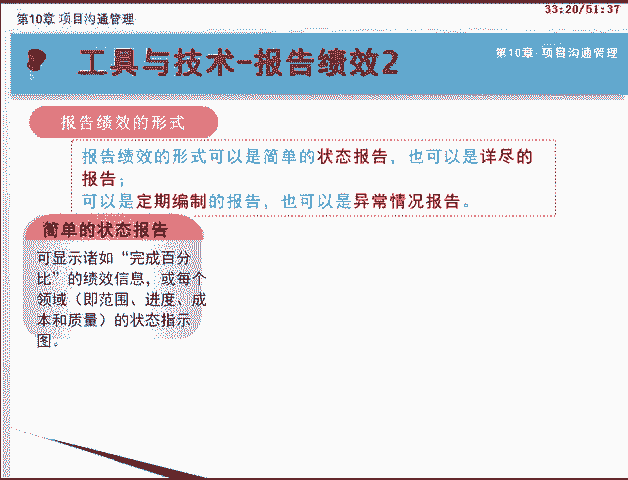 第10章 项目沟通管理
33:20/51:37
工具与技术-报告绩效2
第10章·项目沟通管理
报告绩效的形式
报告绩效的形式可以是简单的状态报告，也可以是详尽的
报告；
可以是定期编制的报告，也可以是异常情况报告。
简单的状态报告
可显示诸如“完成百分
比”的绩效信息，或每个
领域（即范围、进度、成
本和质量）的状态指示
图。